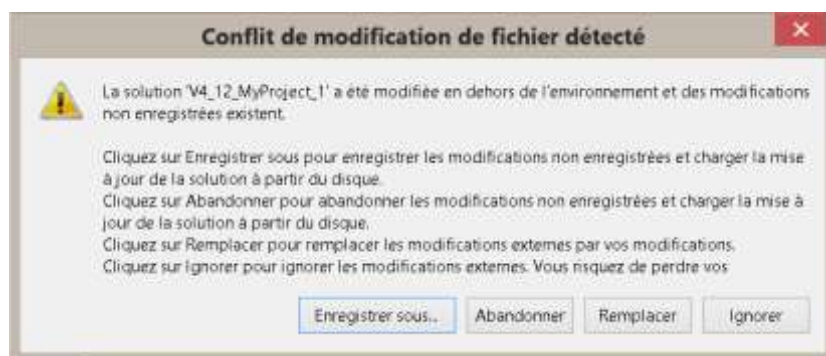 Conflit de modification de fichier détecté
La solution 'V4_12_MyProject_1' a été modifiée en dehors de l'environnement et des modifications
non enregistrées existent.
Cliquez sur Enregistrer sous pour enregistrer les modifications non enregistrées et charger la mise
à jour de la solution à partir du disque.
Cliquez sur Abandonner pour abandonner les modifications non enregistrées et charger la mise à
jour de la solution à partir du disque.
Cliquez sur Remplacer pour remplacer les modifications externes par vos modifications.
Cliquez sur Ignorer pour ignorer les modifications externes. Vous risquez de perdre vos
Enregistrer sous.. Abandonner Remplacer Ignorer